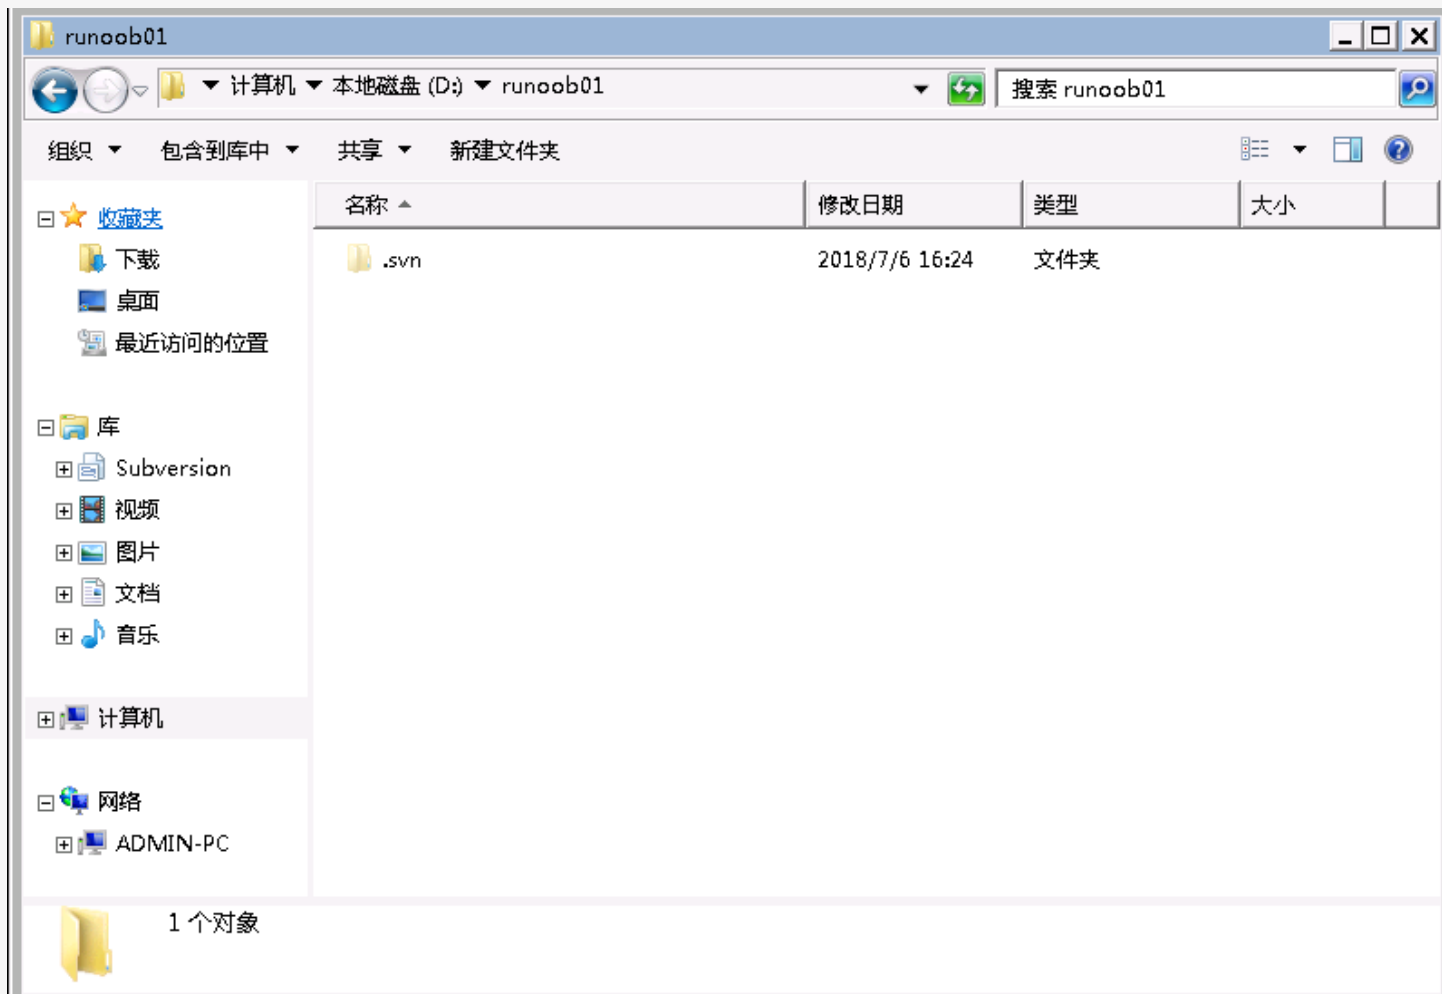 runoob01
计算机 本地磁盘 (D:) runoob01
搜索 runoob01
组织 包含到库中 共享 新建文件夹
名称 修改日期 类型 大小
收藏夹
下载
桌面
最近访问的位置
库
Subversion
视频
图片
文档
音乐
计算机
网络
ADMIN-PC
.svn 2018/7/6 16:24 文件夹
1 个对象